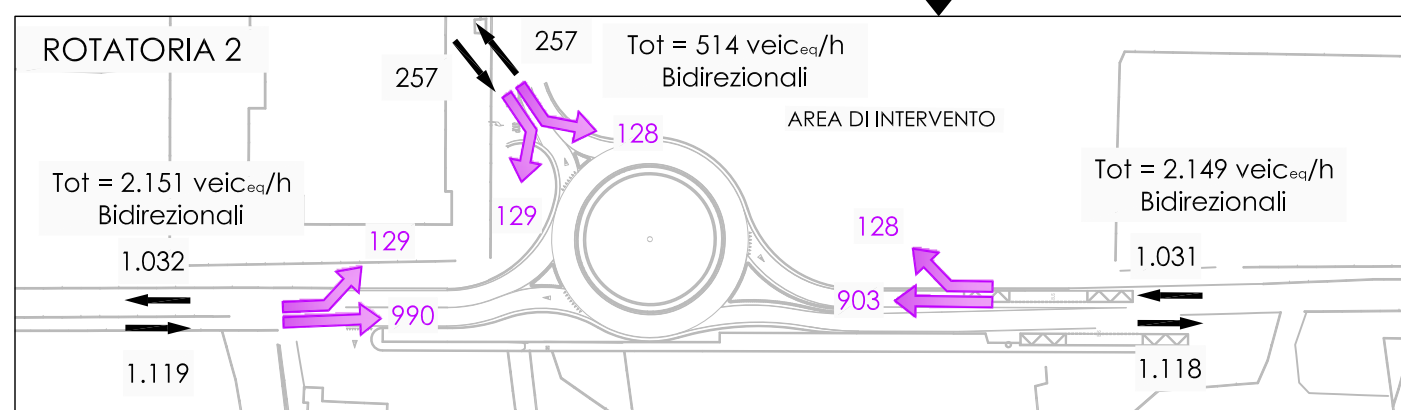 ROTATORIA 2
257
257
Tot = 514 veiceq/h
Bidirezionali
AREA DI INTERVENTO
128
Tot = 2.151 veiceq/h
Bidirezionali
129
129
1.032
990
1.119
Tot = 2.149 veiceq/h
Bidirezionali
128
1.031
903
1.118